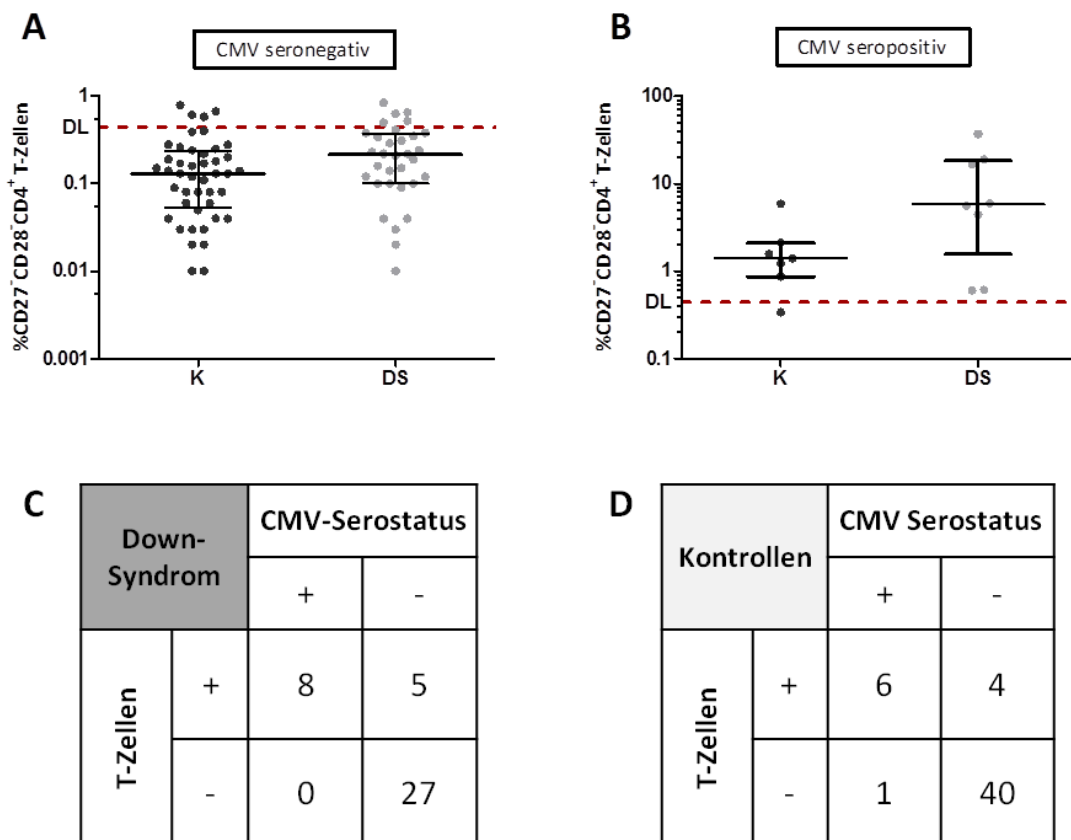 A
CMV seronegativ
%CD27-CD28-CD4+ T-Zellen
1
DL
0.1
0.01
0.001
K
DS
B
CMV seropositiv
%CD27-CD28-CD4+ T-Zellen
100
10
1
DL
0.1
K
DS
C
Down-
Syndrom
CMV-Serostatus
+ -
T-Zellen
+ 8 5
- 0 27
D
Kontrollen
CMV Serostatus
+ -
T-Zellen
+ 6 4
- 1 40